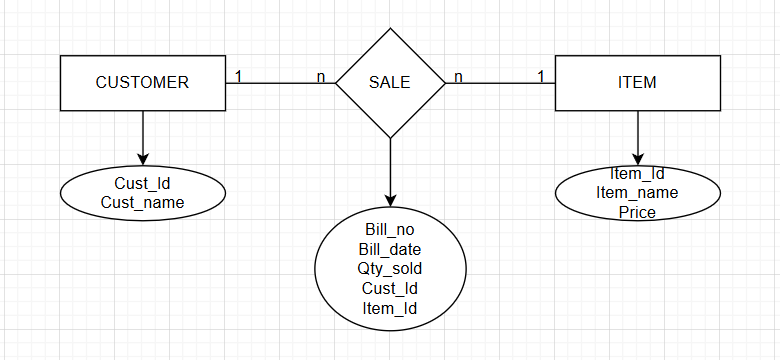 CUSTOMER
1
n
SALE
n
1
ITEM
Cust_Id
Cust_name
Bill_no
Bill_date
Qty_sold
Cust_Id
Item_Id
Item_Id
Item_name
Price